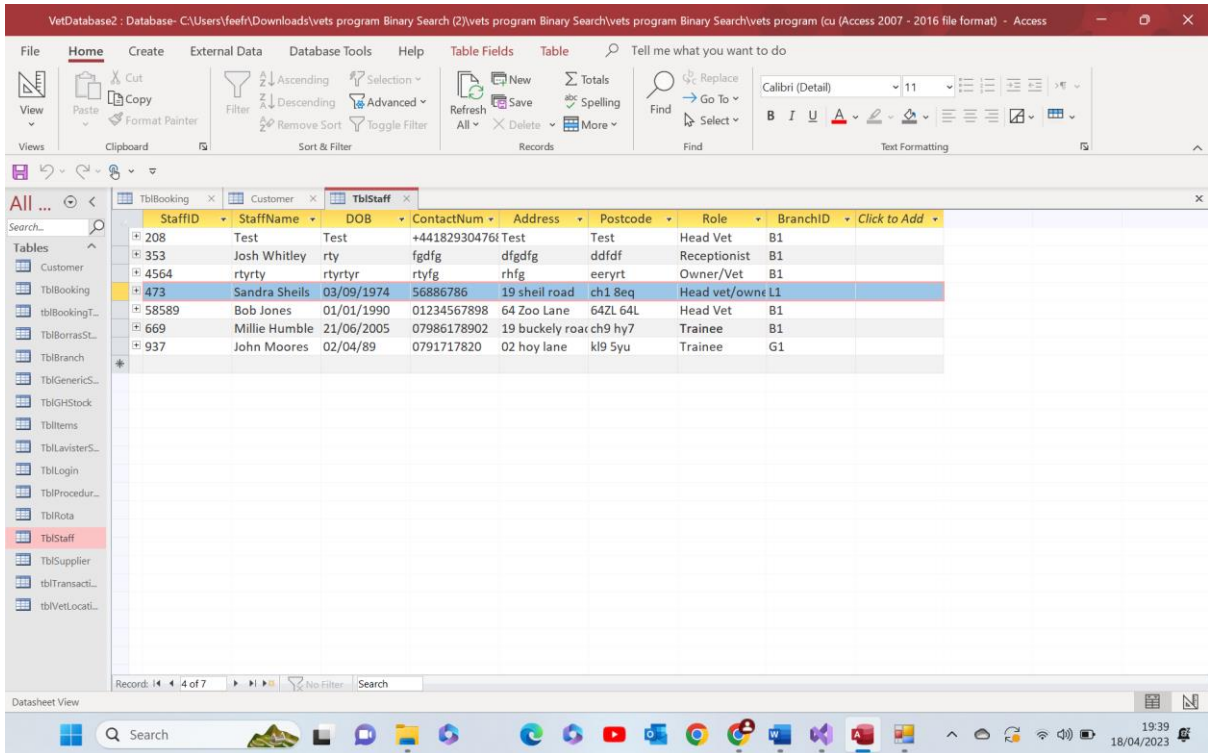 VetDatabase2 : Database- C:\Users\feefr\Downloads\vets program Binary Search (2)\vets program Binary Search\vets program Binary Search\vets program (cu (Access 2007 - 2016 file format) - Access
File Home Create External Data Database Tools Help Table Fields Table Tell me what you want to do
View
Paste
Cut
Copy
Format Painter
Filter
Ascending
Descending
Remove Sort
Selection
Advanced
Toggle Filter
Refresh All
New
Save
Delete
Totals
Spelling
More
Find
Replace
Go To
Select
Calibri (Detail) 11
B I U A
Views Clipboard Sort & Filter Records Find Text Formatting
All ...
Search...
Tables
Customer
TblBooking
tblBookingT...
TblBorrasSt...
TblBranch
TblGenericS...
TblGHStock
TblItems
TblLavisterS...
TblLogin
TblProcedur...
TblRota
TblStaff
TblSupplier
tblTransacti...
tblVetLocati...
TblBooking Customer TblStaff
StaffID StaffName DOB ContactNum Address Postcode Role BranchID Click to Add
208 Test Test +441829304768 Test Test Head Vet B1
353 Josh Whitley rty fgdfg dfgdfg ddfdf Receptionist B1
4564 rtyrty rtyrtyr rtyfg rhfg eeryrt Owner/Vet B1
473 Sandra Sheils 03/09/1974 56886786 19 sheil road ch1 8eq Head vet/owne L1
58589 Bob Jones 01/01/1990 01234567898 64 Zoo Lane 64ZL 64L Head Vet B1
669 Millie Humble 21/06/2005 07986178902 19 buckely roac ch9 hy7 Trainee B1
937 John Moores 02/04/89 0791717820 02 hoy lane kl9 5yu Trainee G1
Record: 4 of 7 No Filter Search
Datasheet View
Search
19:39
18/04/2023